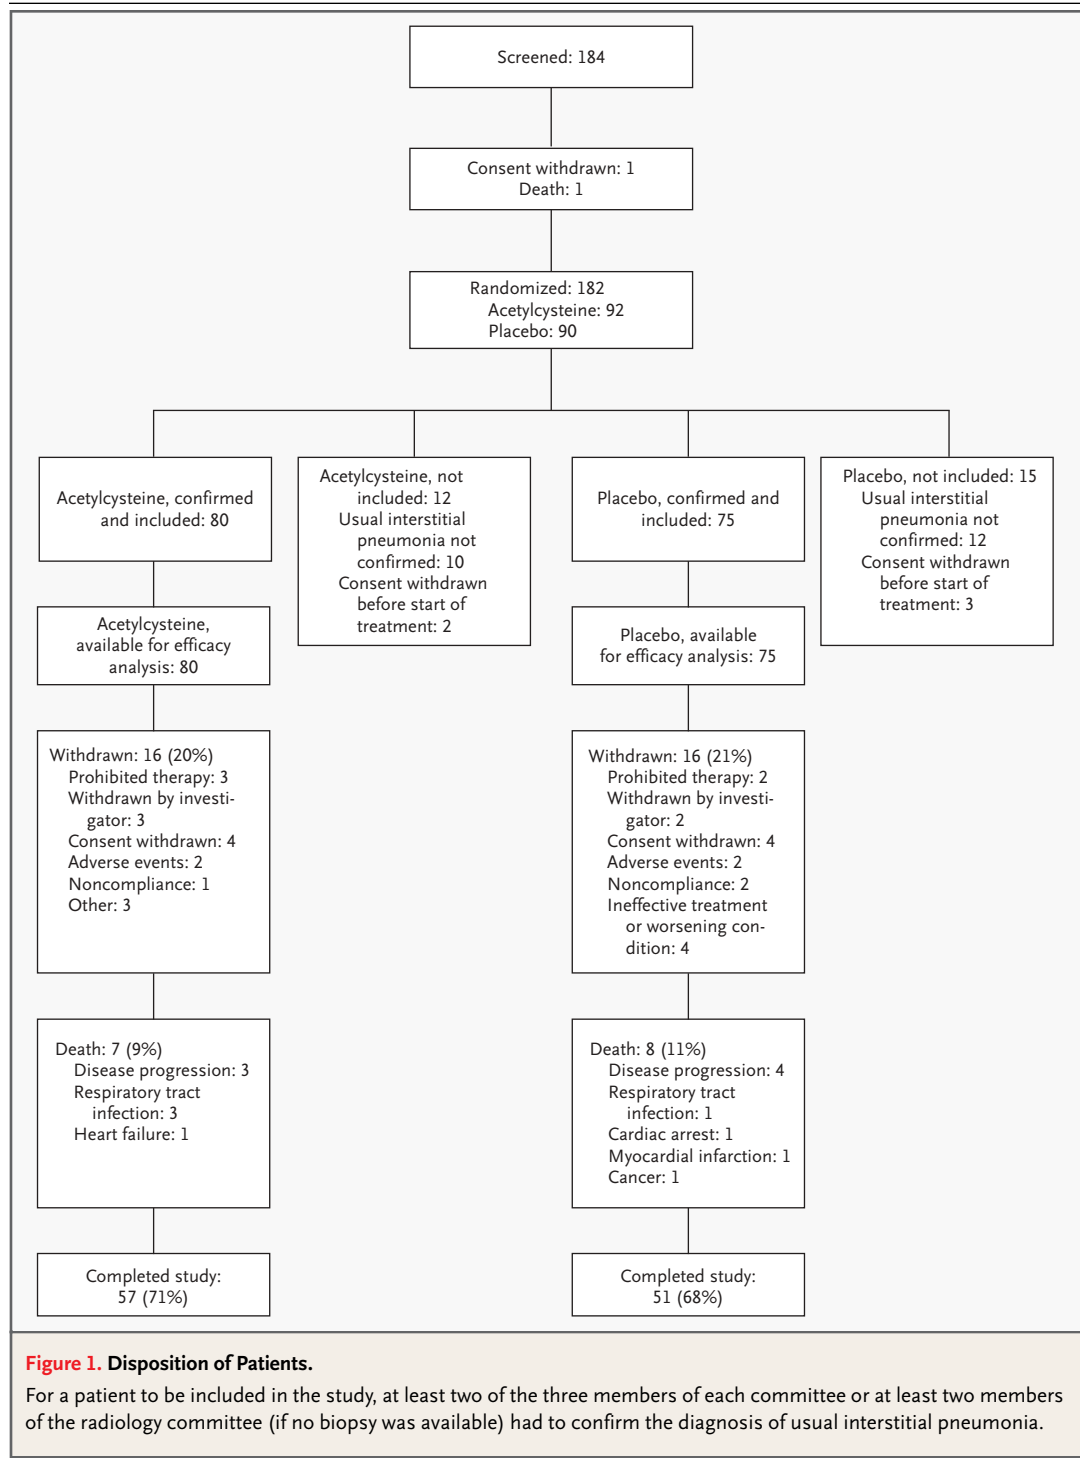 Screened: 184
Consent withdrawn: 1
Death: 1
Randomized: 182
Acetylcysteine: 92
Placebo: 90
Acetylcysteine, confirmed
and included: 80
Acetylcysteine, not
included: 12
Usual interstitial
pneumonia not
confirmed: 10
Consent withdrawn
before start of
treatment: 2
Placebo, confirmed and
included: 75
Placebo, not included: 15
Usual interstitial
pneumonia not
confirmed: 12
Consent withdrawn
before start of
treatment: 3
Acetylcysteine,
available for efficacy
analysis: 80
Placebo, available
for efficacy analysis: 75
Withdrawn: 16 (20%)
Prohibited therapy: 3
Withdrawn by investi-
gator: 3
Consent withdrawn: 4
Adverse events: 2
Noncompliance: 1
Other: 3
Withdrawn: 16 (21%)
Prohibited therapy: 2
Withdrawn by investi-
gator: 2
Consent withdrawn: 4
Adverse events: 2
Noncompliance: 2
Ineffective treatment
or worsening con-
dition: 4
Death: 7 (9%)
Disease progression: 3
Respiratory tract
infection: 3
Heart failure: 1
Death: 8 (11%)
Disease progression: 4
Respiratory tract
infection: 1
Cardiac arrest: 1
Myocardial infarction: 1
Cancer: 1
Completed study:
57 (71%)
Completed study:
51 (68%)
Figure 1. Disposition of Patients.
For a patient to be included in the study, at least two of the three members of each committee or at least two members
of the radiology committee (if no biopsy was available) had to confirm the diagnosis of usual interstitial pneumonia.